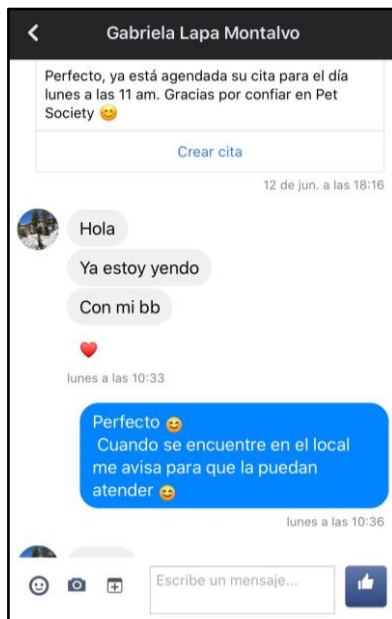 Gabriela Lapa Montalvo
Perfecto, ya está agendada su cita para el día
lunes a las 11 am. Gracias por confiar en Pet
Society 😊
Crear cita
12 de jun. a las 18:16
Hola
Ya estoy yendo
Con mi bb
❤️
lunes a las 10:33
Perfecto 😊
Cuando se encuentre en el local
me avisa para que la puedan
atender 😊
lunes a las 10:36
Escribe un mensaje...